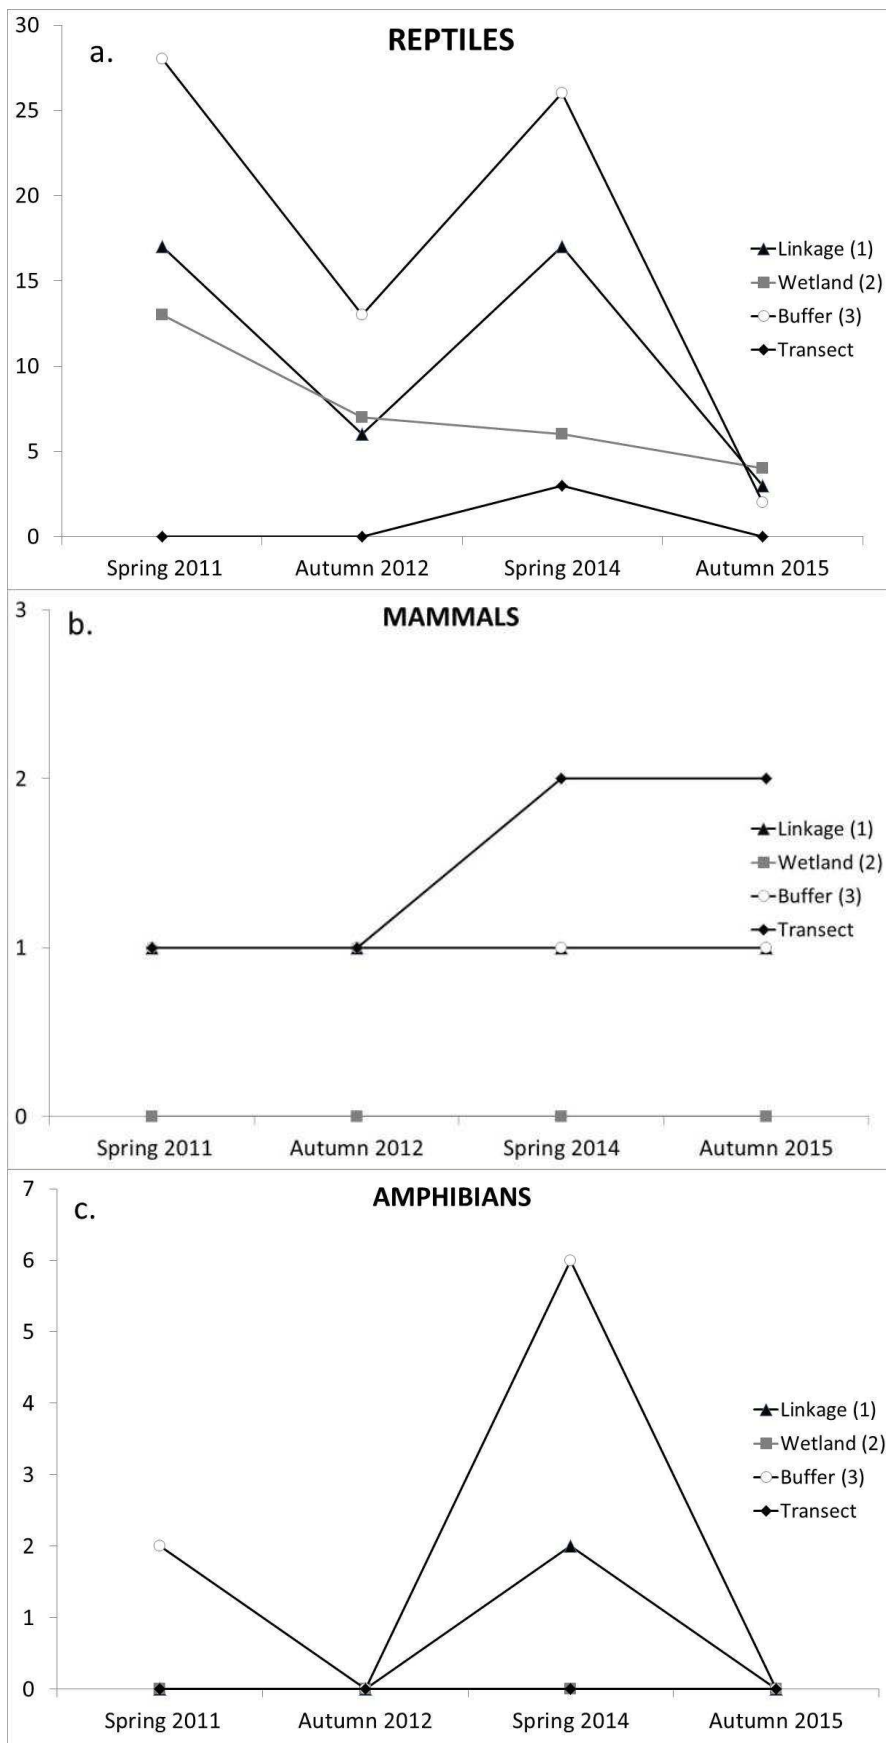 a.
REPTILES
30
25
20
15
10
5
0
Linkage (1)
Wetland (2)
Buffer (3)
Transect
Spring 2011 Autumn 2012 Spring 2014 Autumn 2015
b.
MAMMALS
3
2
1
0
Linkage (1)
Wetland (2)
Buffer (3)
Transect
Spring 2011 Autumn 2012 Spring 2014 Autumn 2015
c.
AMPHIBIANS
7
6
5
4
3
2
1
0
Linkage (1)
Wetland (2)
Buffer (3)
Transect
Spring 2011 Autumn 2012 Spring 2014 Autumn 2015